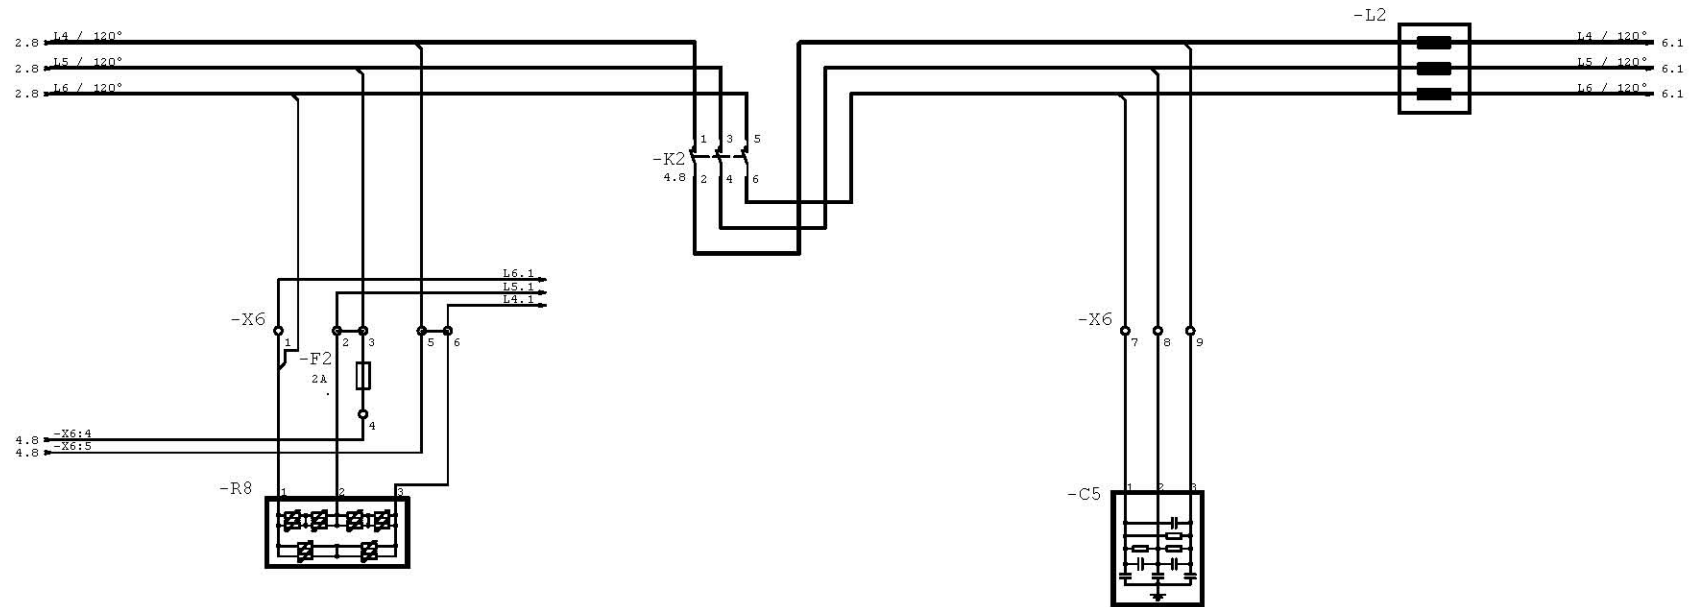 -L2
2.8 L4 / 120° L4 / 120° 6.1
2.8 L5 / 120° L5 / 120° 6.1
2.8 L6 / 120° L6 / 120° 6.1
1 3 5
-K2
4.8 2 4 6
L6.1
L5.1
L4.1
-X6 -X6
1 2 3 5 6 7 8 9
-F2
2A
.
4
4.8 -X6:4
4.8 -X6:5
-R8 1 2 3
-C5 1 2 3